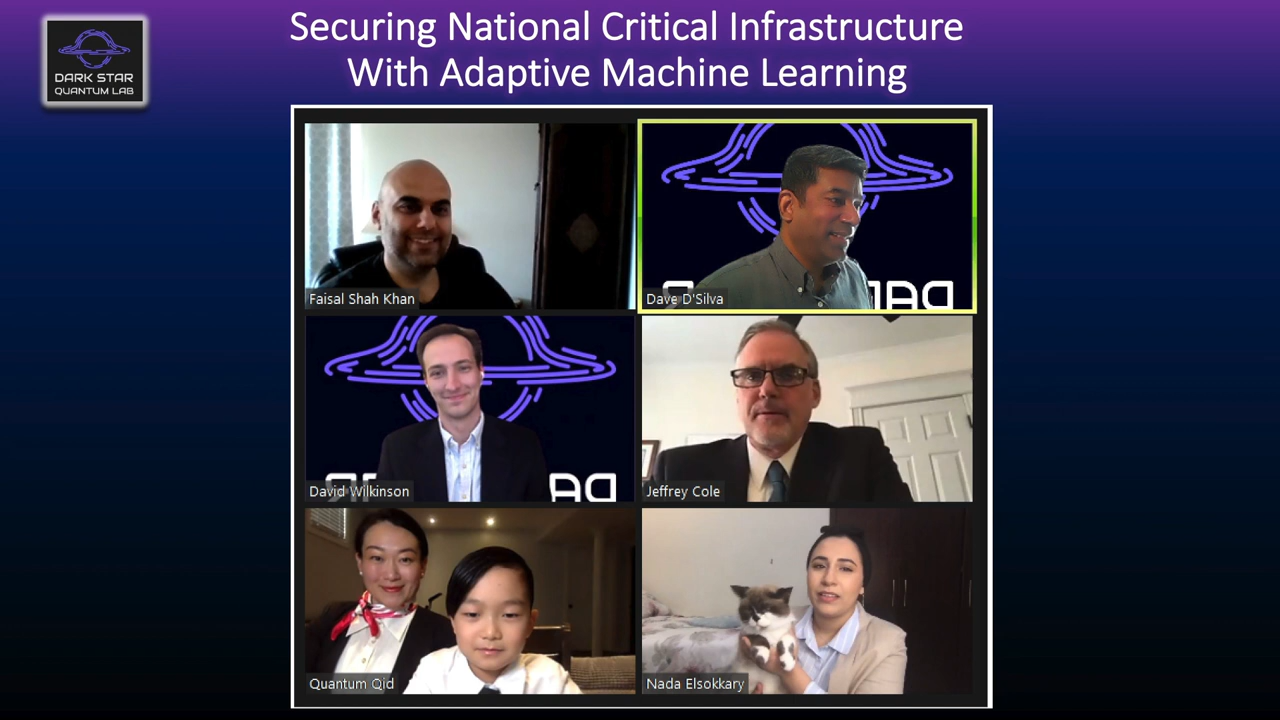 Securing National Critical Infrastructure
With Adaptive Machine Learning
DARK STAR
QUANTUM LAB
Faisal Shah Khan
Dave D'Silva
David Wilkinson
Jeffrey Cole
Quantum Qid
Nada Elsokkary